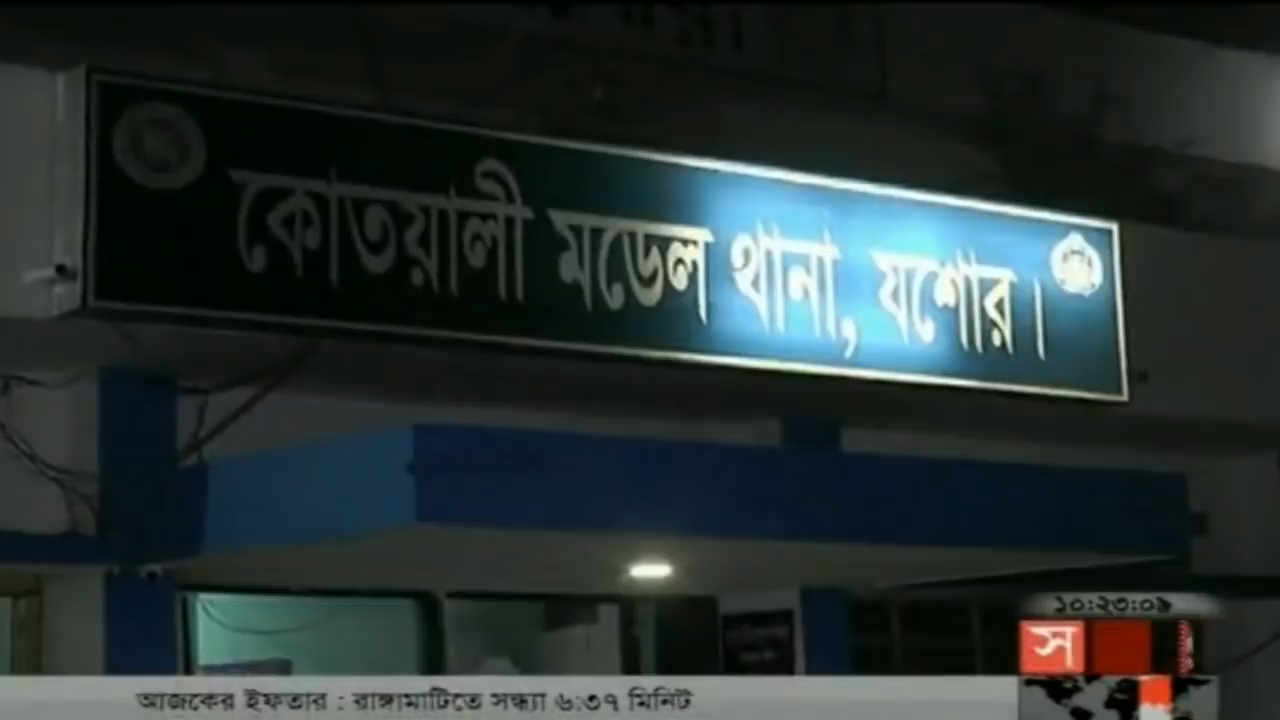 কোতয়ালী মডেল থানা, যশোর।
১০:২৩:০৯
স
আজকের ইফতার : রাঙ্গামাটিতে সন্ধ্যা ৬:৩৭ মিনিট